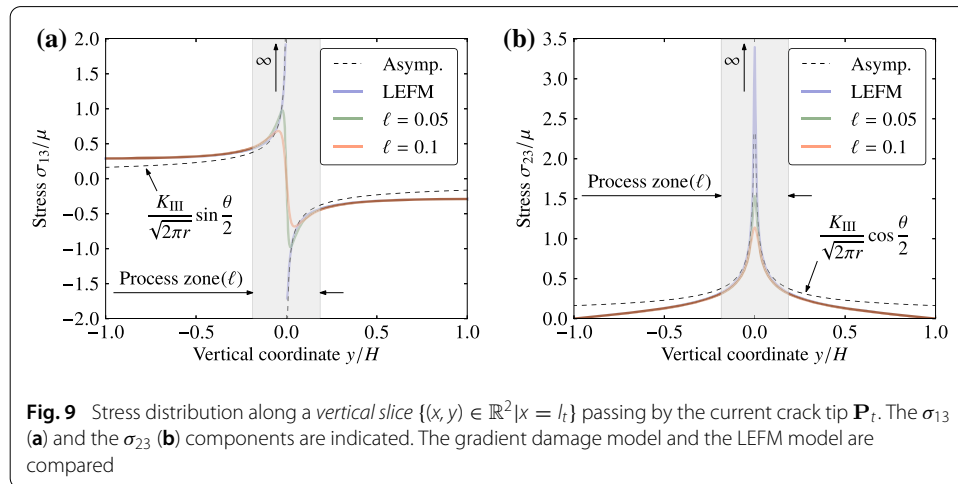 (a)
2.0
1.5
1.0
0.5
0.0
−0.5
−1.0
−1.5
−2.0
Stress σ13/μ
∞
Asymp.
LEFM
ℓ = 0.05
ℓ = 0.1
K_III/√(2πr) sin θ/2
Process zone(ℓ)
−1.0 −0.5 0.0 0.5 1.0
Vertical coordinate y/H
(b)
3.5
3.0
2.5
2.0
1.5
1.0
0.5
0.0
Stress σ23/μ
∞
Asymp.
LEFM
ℓ = 0.05
ℓ = 0.1
Process zone(ℓ)
K_III/√(2πr) cos θ/2
−1.0 −0.5 0.0 0.5 1.0
Vertical coordinate y/H
Fig. 9 Stress distribution along a vertical slice {(x, y) ∈ ℝ² | x = l_t} passing by the current crack tip P_t. The σ13
(a) and the σ23 (b) components are indicated. The gradient damage model and the LEFM model are
compared